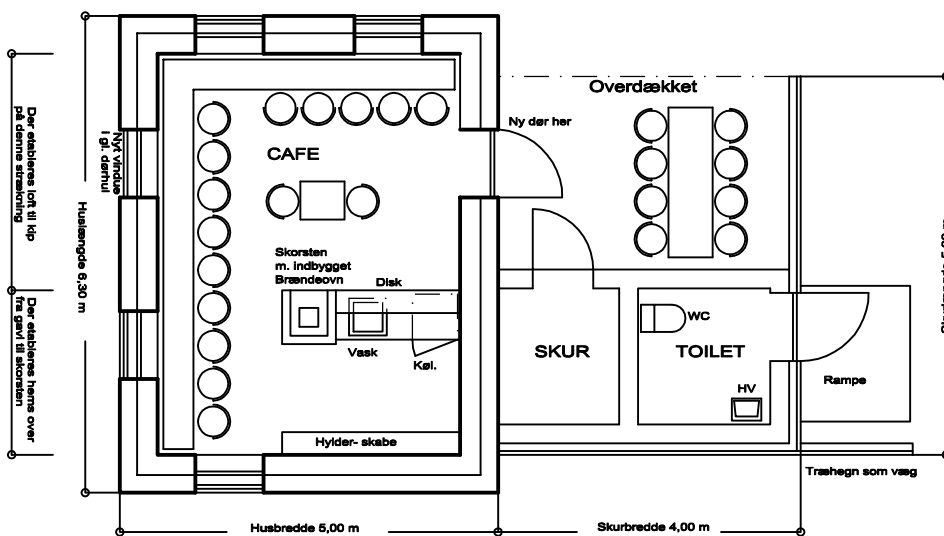 Overdækket
Ny dør her
CAFE
Nyt vindue
i gl. dørhul
Der etableres loft til kip
på denne strækning
Huslængde 6,30 m
Skorsten
m. indbygget
Brændeovn
Disk
Vask
Køl.
WC
SKUR
TOILET
HV
Rampe
Der etableres hems over
fra gavl til skorsten
Hylder- skabe
Træhegn som væg
Husbredde 5,00 m
Skurbredde 4,00 m